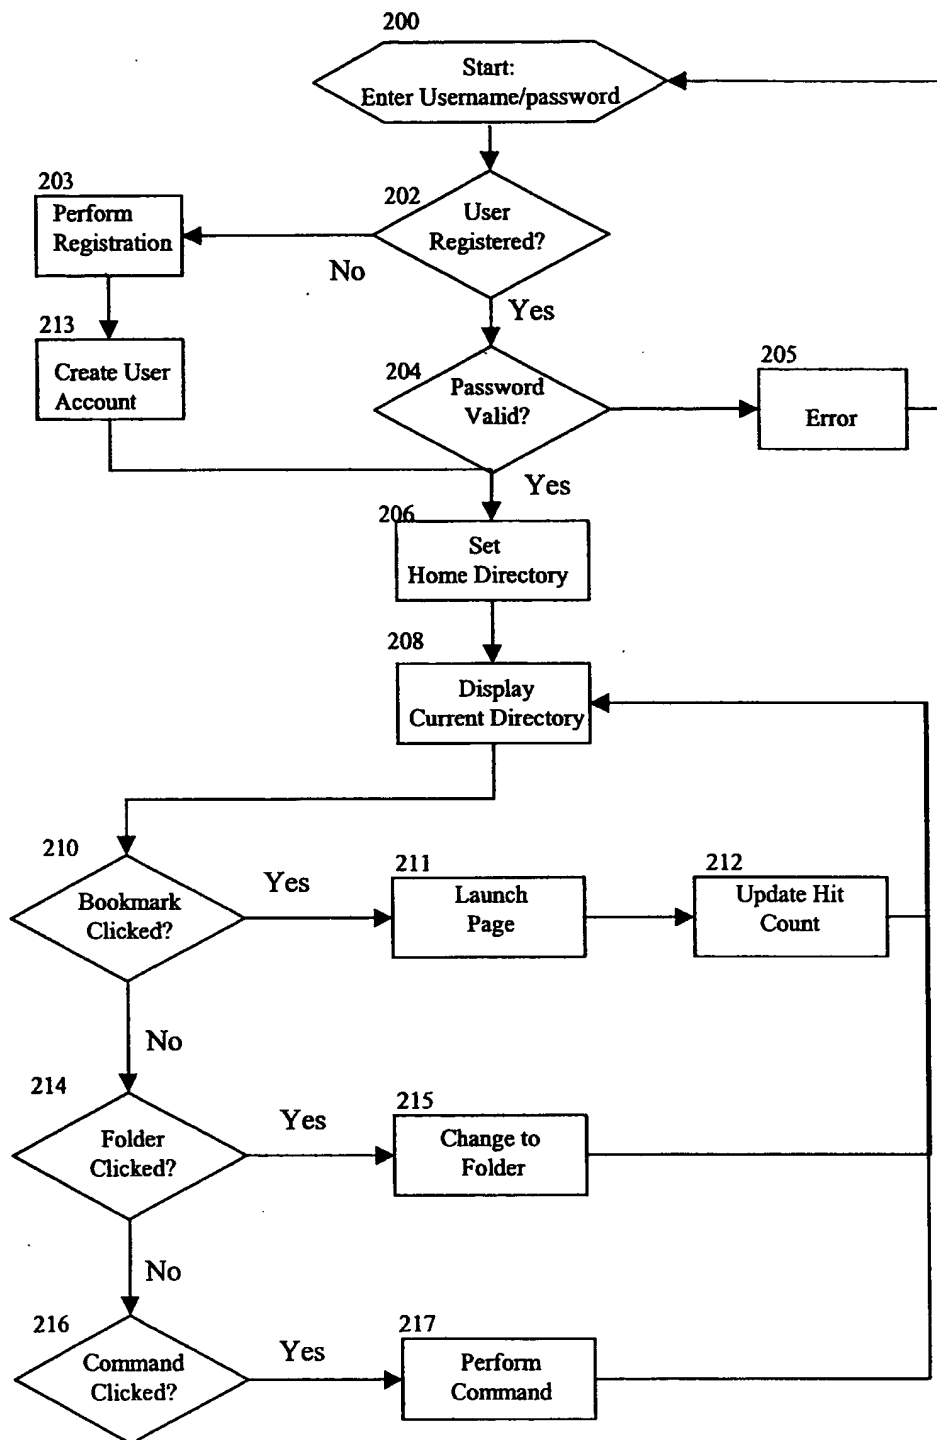 200
Start:
Enter Username/password
203
202
Perform
Registration
User
Registered?
No
Yes
213
Create User
Account
204
Password
Valid?
205
Error
Yes
206
Set
Home Directory
208
Display
Current Directory
210
Bookmark
Clicked?
Yes
211
Launch
Page
212
Update Hit
Count
No
214
Folder
Clicked?
Yes
215
Change to
Folder
No
216
Command
Clicked?
Yes
217
Perform
Command